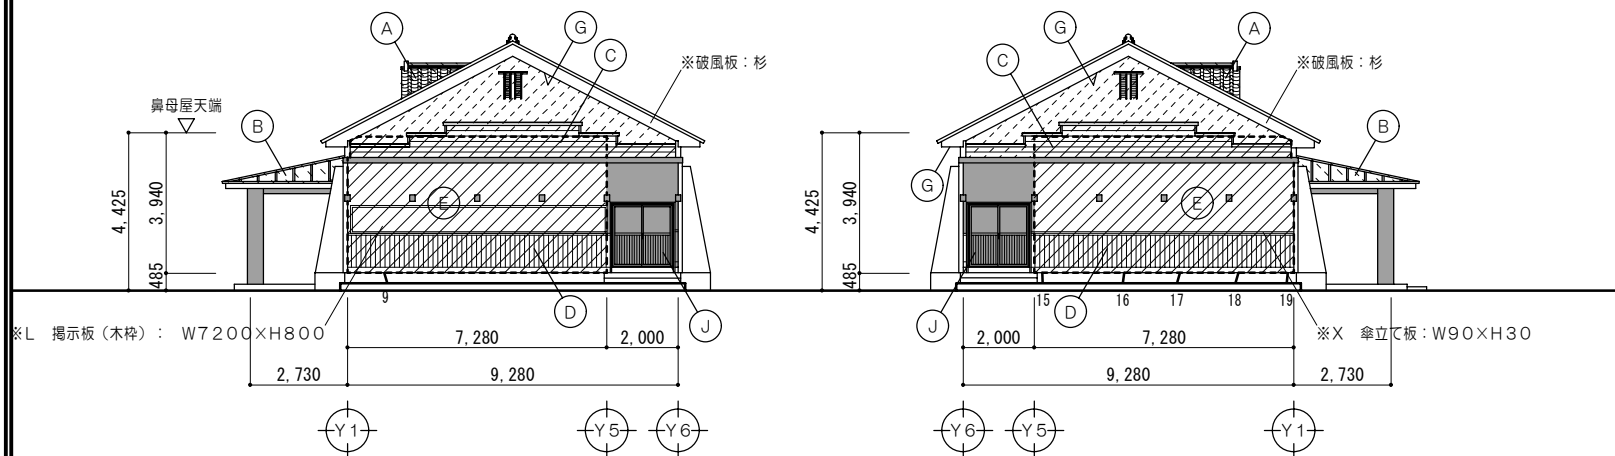 A
G
C
※破風板：杉
鼻母屋天端
B
4,425
3,940
485
E
9
D
J
※L 掲示板（木枠）： W7200×H800
7,280
2,000
2,730
9,280
Y1
Y5
Y6
G
A
C
※破風板：杉
B
G
4,425
3,940
485
E
15
16
17
18
19
J
D
※X 傘立て板：W90×H30
2,000
7,280
9,280
2,730
Y6
Y5
Y1